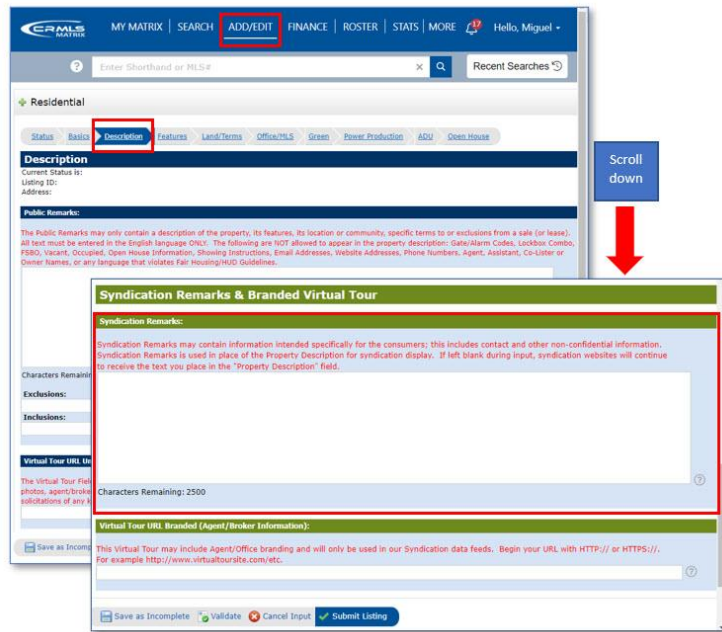 CRMLS
MATRIX
MY MATRIX | SEARCH ADD/EDIT FINANCE | ROSTER | STATS | MORE 17 Hello, Miguel
? Enter Shorthand or MLS# × Recent Searches
Residential
Status Basics Description Features Land/Terms Office/MLS Green Power Production ADU Open House
Description
Current Status is:
Listing ID:
Address:
Public Remarks:
The Public Remarks may only contain a description of the property, its features, its location or community, specific terms to or exclusions from a sale (or lease).
All text must be entered in the English language ONLY. The following are NOT allowed to appear in the property description: Gate/Alarm Codes, Lockbox Combo,
FSBO, Vacant, Occupied, Open House Information, Showing Instructions, Email Addresses, Website Addresses, Phone Numbers, Agent, Assistant, Co-Lister or
Owner Names, or any language that violates Fair Housing/HUD Guidelines.
Characters Remainin
Exclusions:
Inclusions:
Virtual Tour URL Un
The Virtual Tour Fiel
photos, agent/broke
solicitations of any k
Save as Incomp
Scroll
down
Syndication Remarks & Branded Virtual Tour
Syndication Remarks:
Syndication Remarks may contain information intended specifically for the consumers; this includes contact and other non-confidential information.
Syndication Remarks is used in place of the Property Description for syndication display. If left blank during input, syndication websites will continue
to receive the text you place in the "Property Description" field.
?
Characters Remaining: 2500
Virtual Tour URL Branded (Agent/Broker Information):
This Virtual Tour may include Agent/Office branding and will only be used in our Syndication data feeds. Begin your URL with HTTP:// or HTTPS://.
For example http://www.virtualtoursite.com/etc.
?
Save as Incomplete Validate Cancel Input Submit Listing